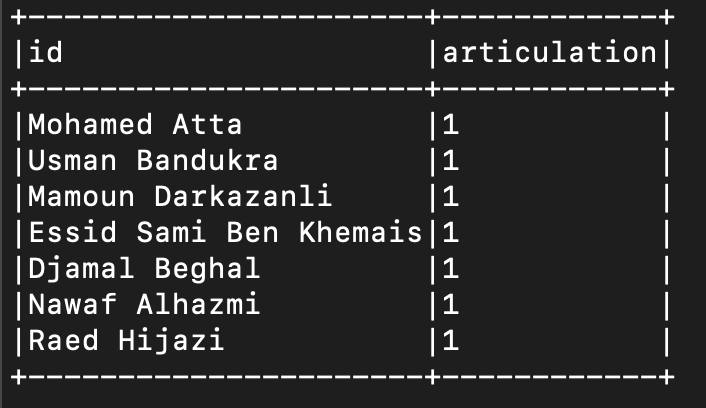 +----------------------+------------+
|id                    |articulation|
+----------------------+------------+
|Mohamed Atta          |1           |
|Usman Bandukra        |1           |
|Mamoun Darkazanli     |1           |
|Essid Sami Ben Khemais|1           |
|Djamal Beghal         |1           |
|Nawaf Alhazmi         |1           |
|Raed Hijazi           |1           |
+----------------------+------------+